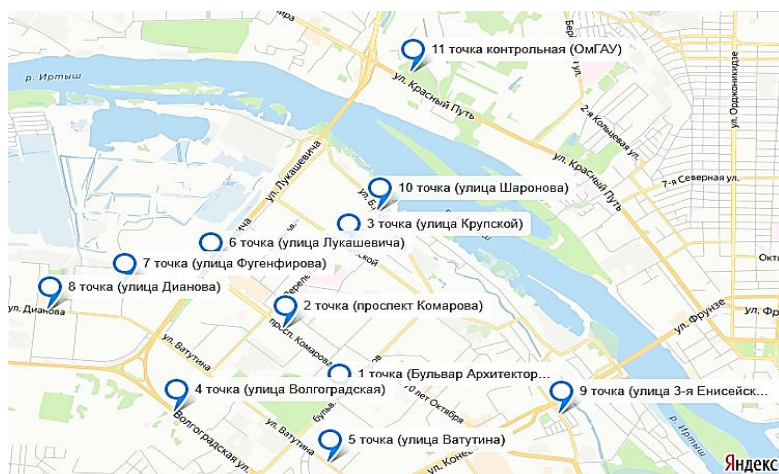 11 точка контрольная (ОмГАУ)
р. Иртыш
ул. Красный Путь
ул. Орджоникидзе
2-я Кольцевая ул.
ул. Лукашевича
ул. Красный Путь
7-я Северная ул.
10 точка (улица Шаронова)
3 точка (улица Крупской)
6 точка (улица Лукашевича)
7 точка (улица Фугенфирова)
8 точка (улица Дианова)
ул. Дианова
2 точка (проспект Комарова)
просп. Комарова
ул. Фрунзе
ул. Ватутина
1 точка (Бульвар Архитектор...
4 точка (улица Волгоградская)
9 точка (улица 3-я Енисейск...
Волгоградская ул.
ул. Ватутина
5 точка (улица Ватутина)
р. Иртыш
Яндекс